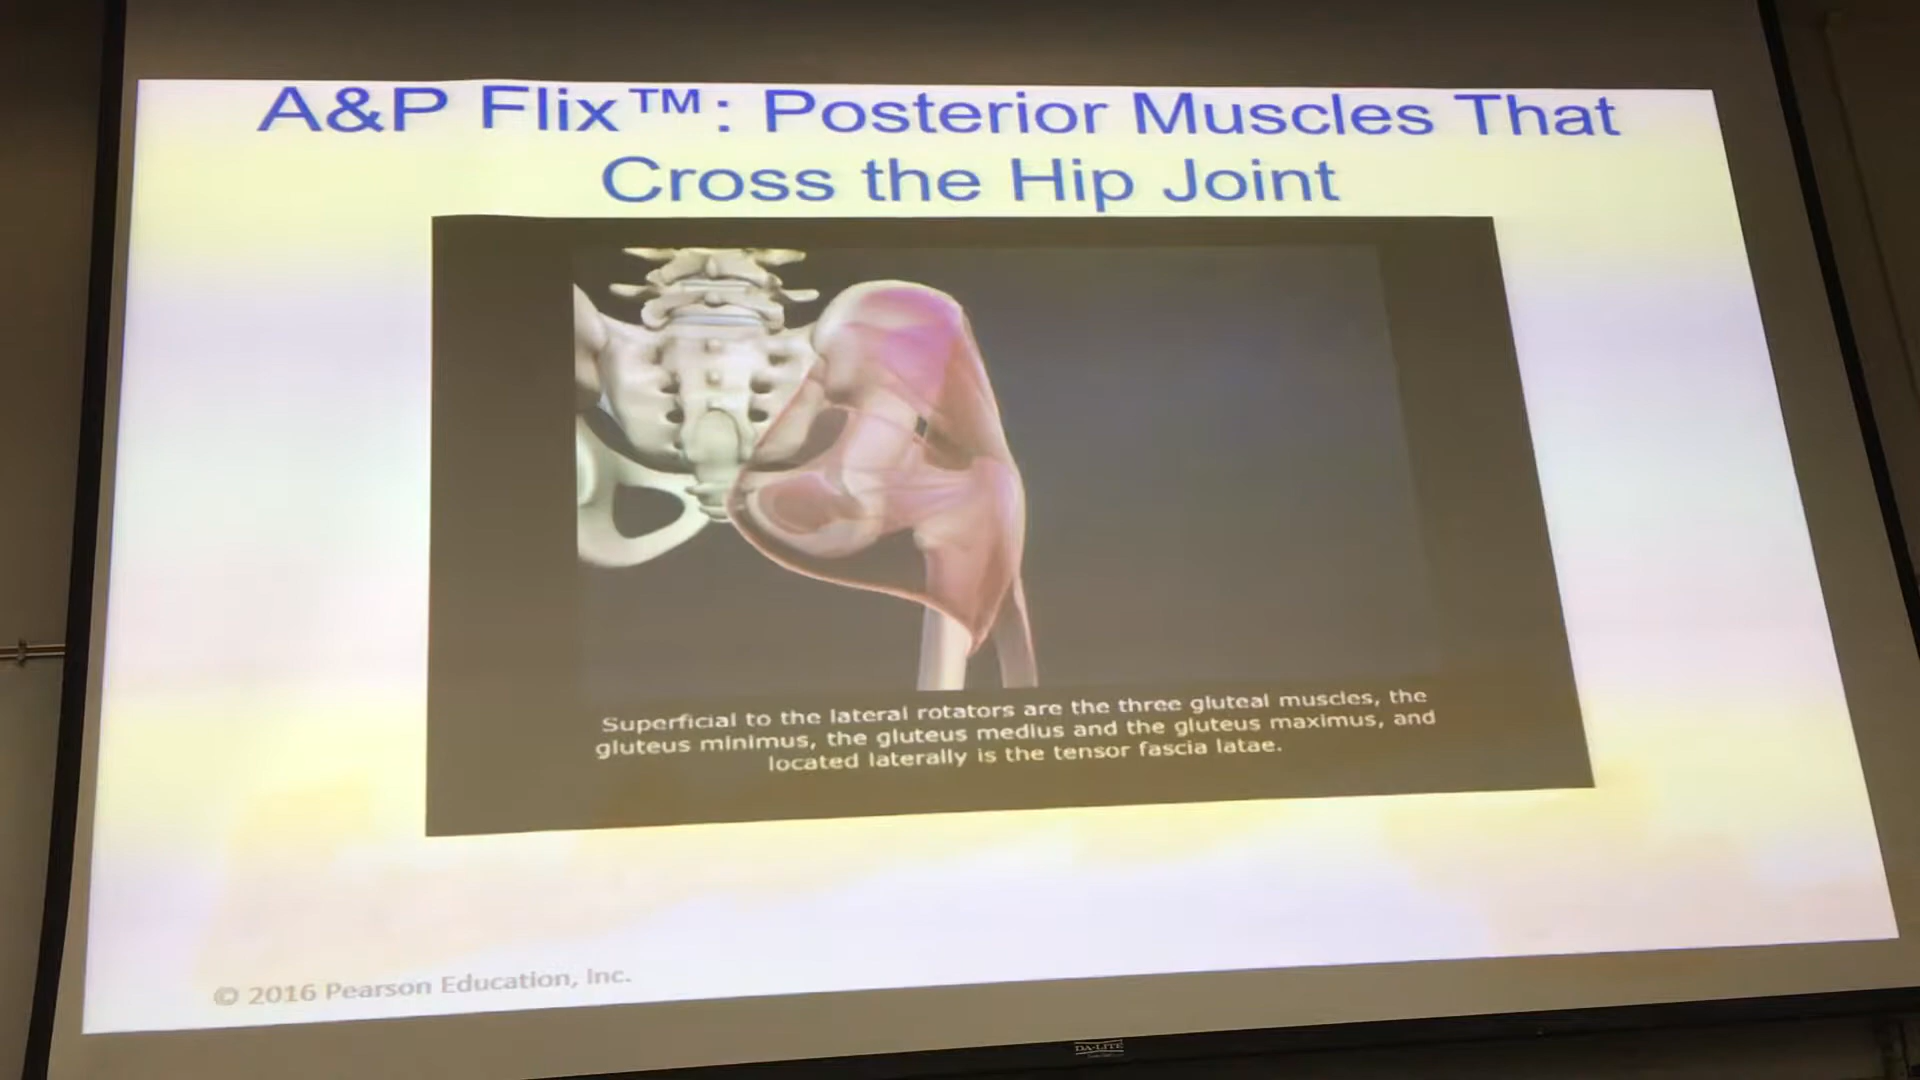 A&P Flix™: Posterior Muscles That
Cross the Hip Joint
Superficial to the lateral rotators are the three gluteal muscles, the
gluteus minimus, the gluteus medius and the gluteus maximus, and
located laterally is the tensor fascia latae.
© 2016 Pearson Education, Inc.
DA-LITE